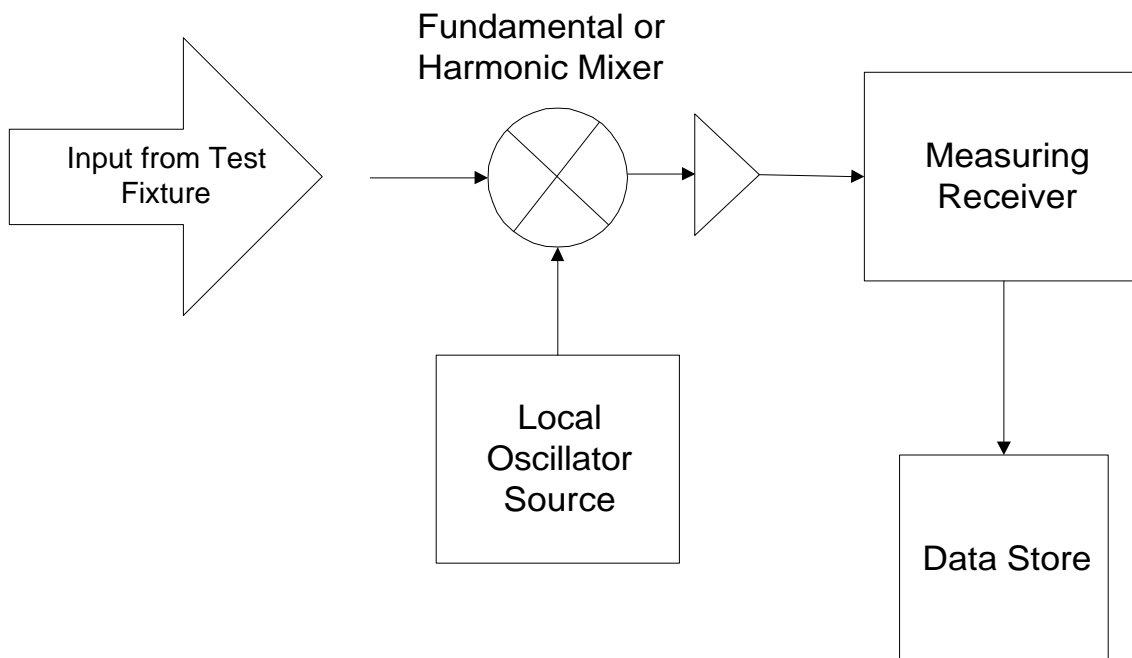 Fundamental or
Harmonic Mixer
Input from Test
Fixture
Measuring
Receiver
Local
Oscillator
Source
Data Store